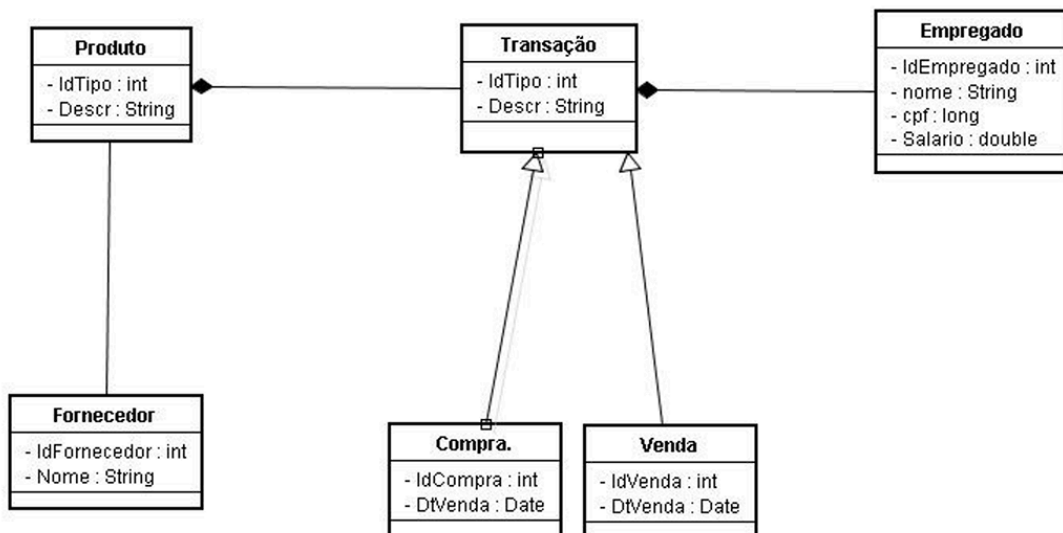 Produto
- IdTipo : int
- Descr : String
Transação
- IdTipo : int
- Descr : String
Empregado
- IdEmpregado : int
- nome : String
- cpf : long
- Salario : double
Fornecedor
- IdFornecedor : int
- Nome : String
Compra.
- IdCompra : int
- DtVenda : Date
Venda
- IdVenda : int
- DtVenda : Date